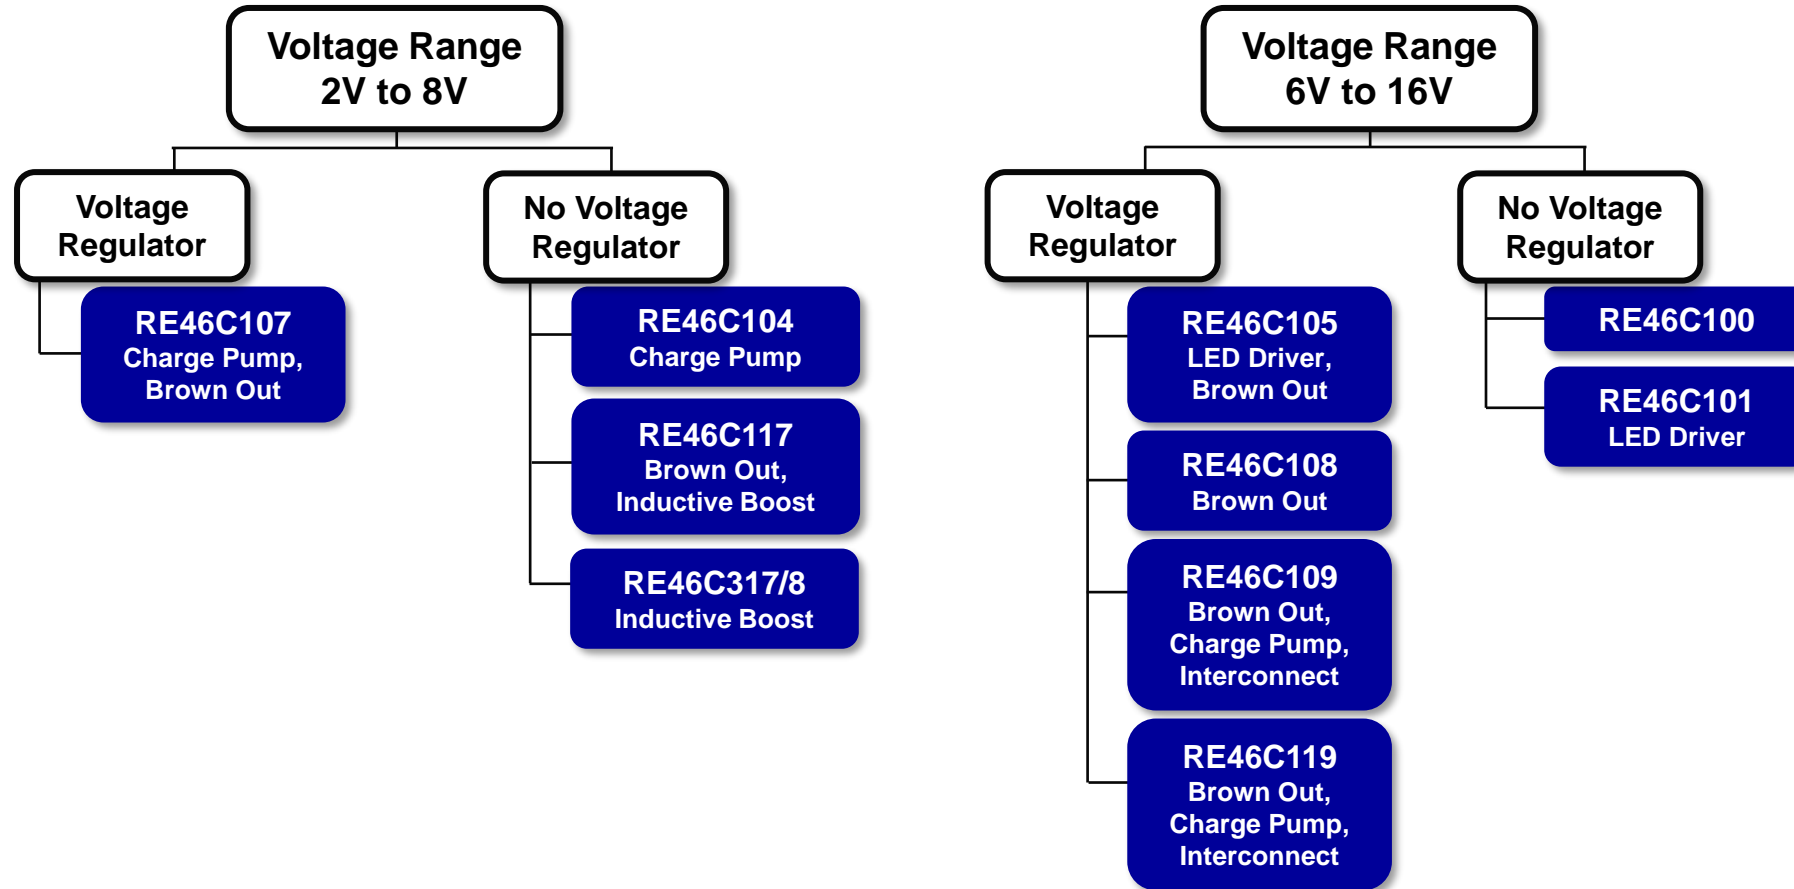 Voltage Range
2V to 8V
Voltage
Regulator
RE46C107
Charge Pump,
Brown Out
No Voltage
Regulator
RE46C104
Charge Pump
RE46C117
Brown Out,
Inductive Boost
RE46C317/8
Inductive Boost
Voltage Range
6V to 16V
Voltage
Regulator
RE46C105
LED Driver,
Brown Out
RE46C108
Brown Out
RE46C109
Brown Out,
Charge Pump,
Interconnect
RE46C119
Brown Out,
Charge Pump,
Interconnect
No Voltage
Regulator
RE46C100
RE46C101
LED Driver